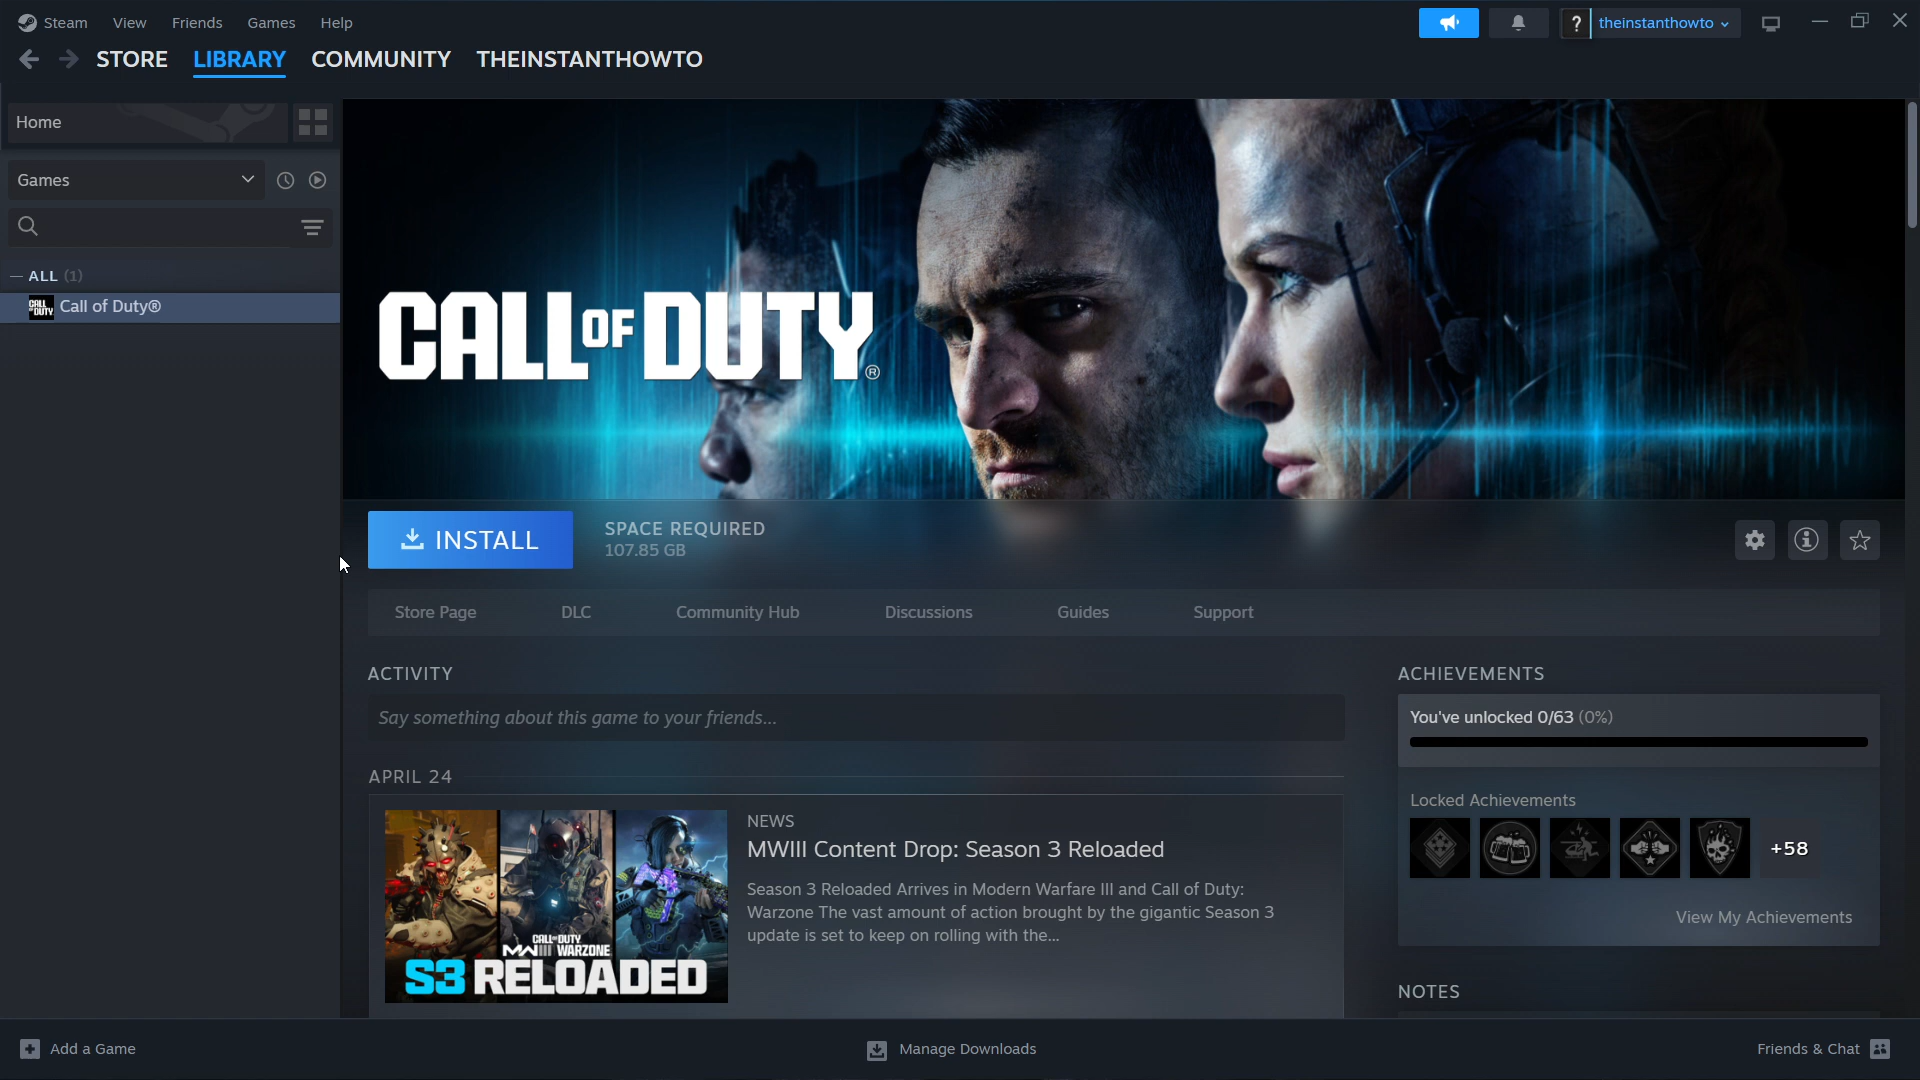 Steam View Friends Games Help
? theinstanthowto
STORE LIBRARY COMMUNITY THEINSTANTHOWTO
Home
Games
— ALL (1)
CALL OF DUTY Call of Duty®
CALL OF DUTY®
INSTALL
SPACE REQUIRED
107.85 GB
Store Page DLC Community Hub Discussions Guides Support
ACTIVITY
Say something about this game to your friends...
APRIL 24
NEWS
MWIII Content Drop: Season 3 Reloaded
Season 3 Reloaded Arrives in Modern Warfare III and Call of Duty:
Warzone The vast amount of action brought by the gigantic Season 3
update is set to keep on rolling with the...
CALL OF DUTY
MWIII WARZONE
S3 RELOADED
ACHIEVEMENTS
You've unlocked 0/63 (0%)
Locked Achievements
+58
View My Achievements
NOTES
Add a Game
Manage Downloads
Friends & Chat